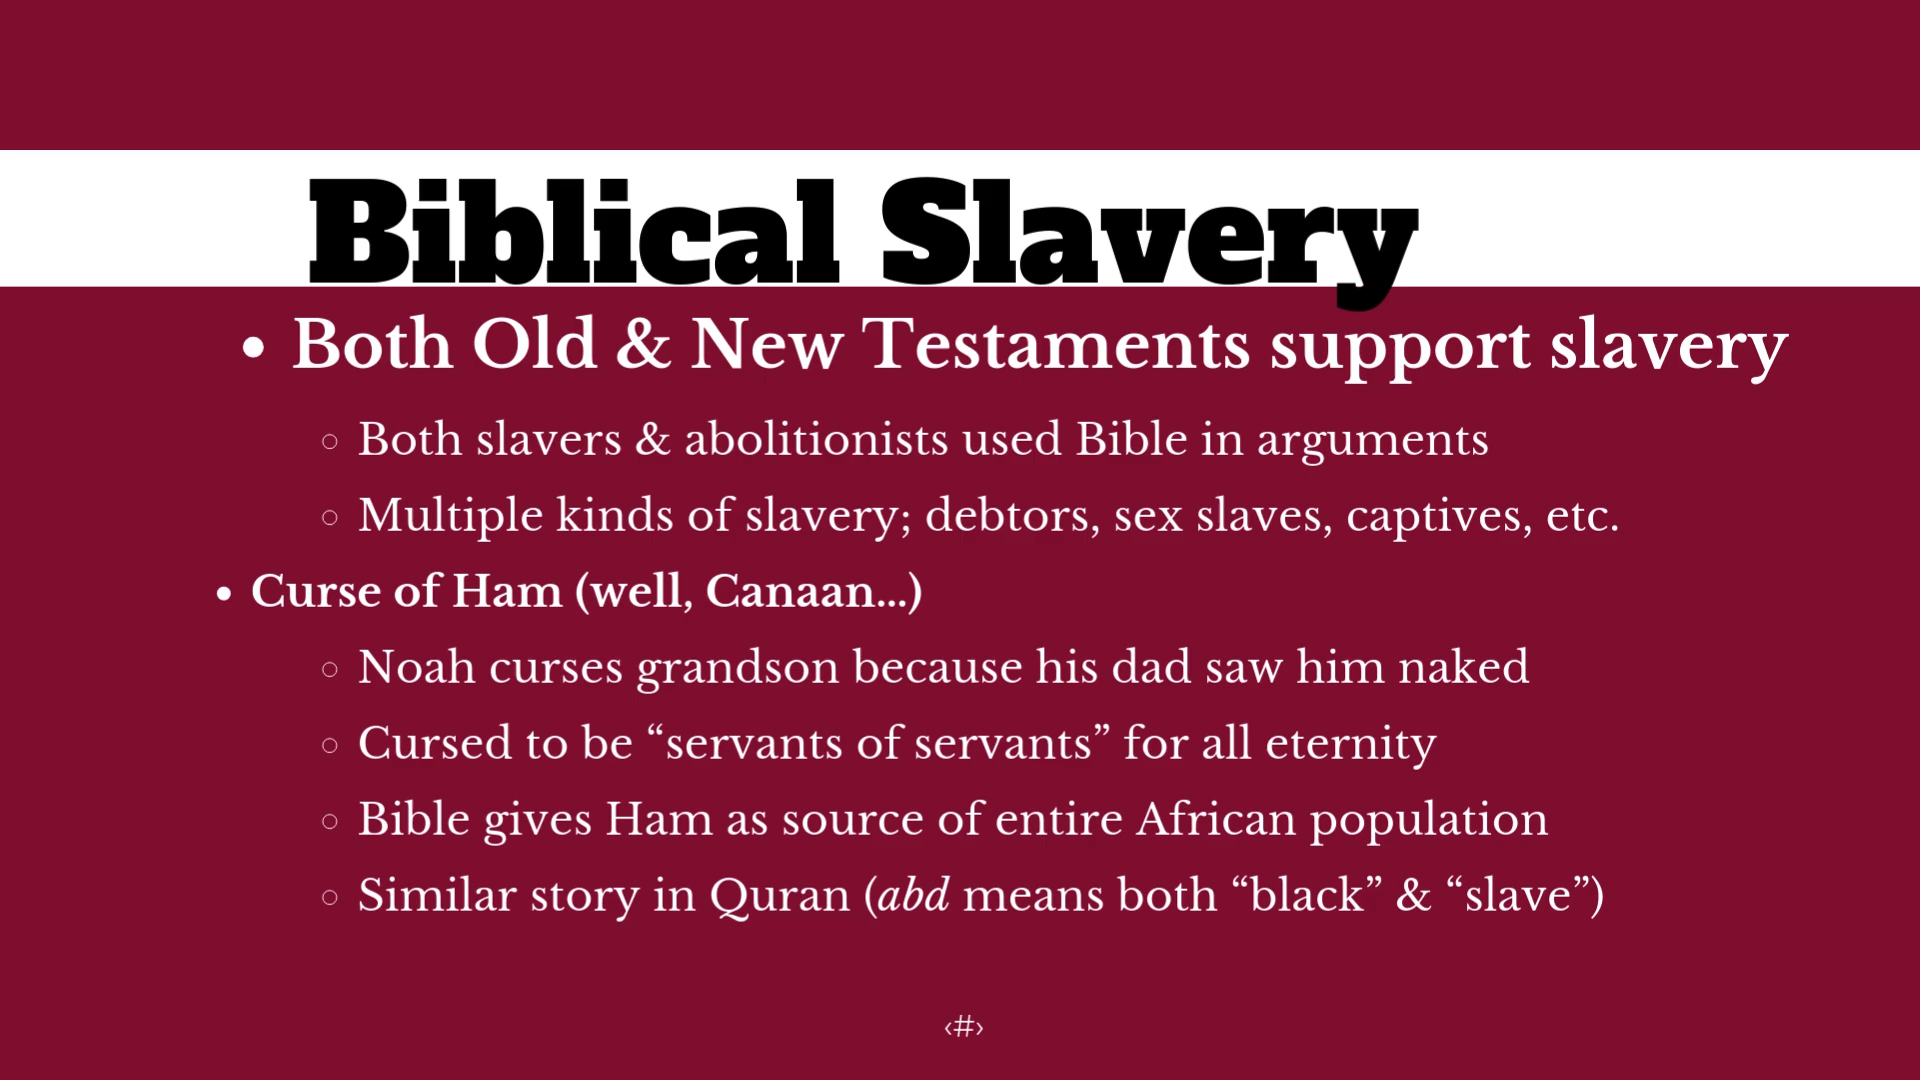 Biblical Slavery
• Both Old & New Testaments support slavery
○ Both slavers & abolitionists used Bible in arguments
○ Multiple kinds of slavery; debtors, sex slaves, captives, etc.
• Curse of Ham (well, Canaan...)
○ Noah curses grandson because his dad saw him naked
○ Cursed to be “servants of servants” for all eternity
○ Bible gives Ham as source of entire African population
○ Similar story in Quran (abd means both “black” & “slave”)
‹#›